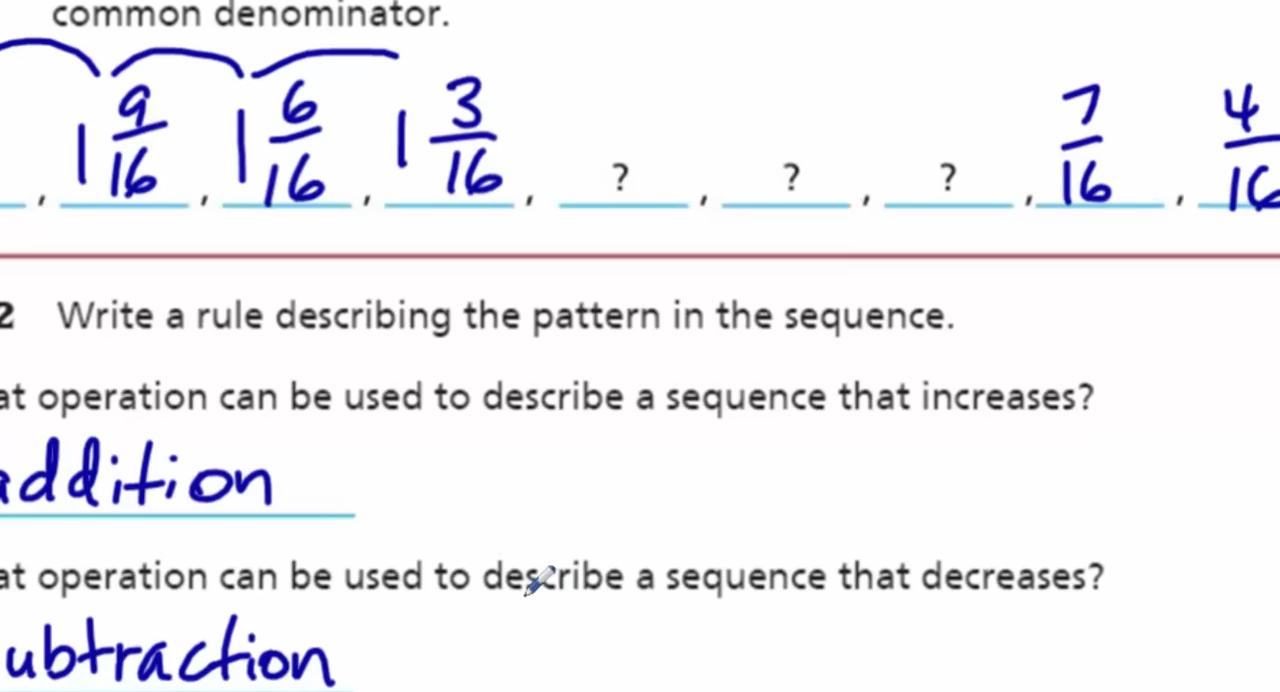 common denominator.
1 9/16 , 1 6/16 , 1 3/16 , ? , ? , ? , 7/16 , 4/16
2 Write a rule describing the pattern in the sequence.
at operation can be used to describe a sequence that increases?
addition
at operation can be used to describe a sequence that decreases?
ubtraction